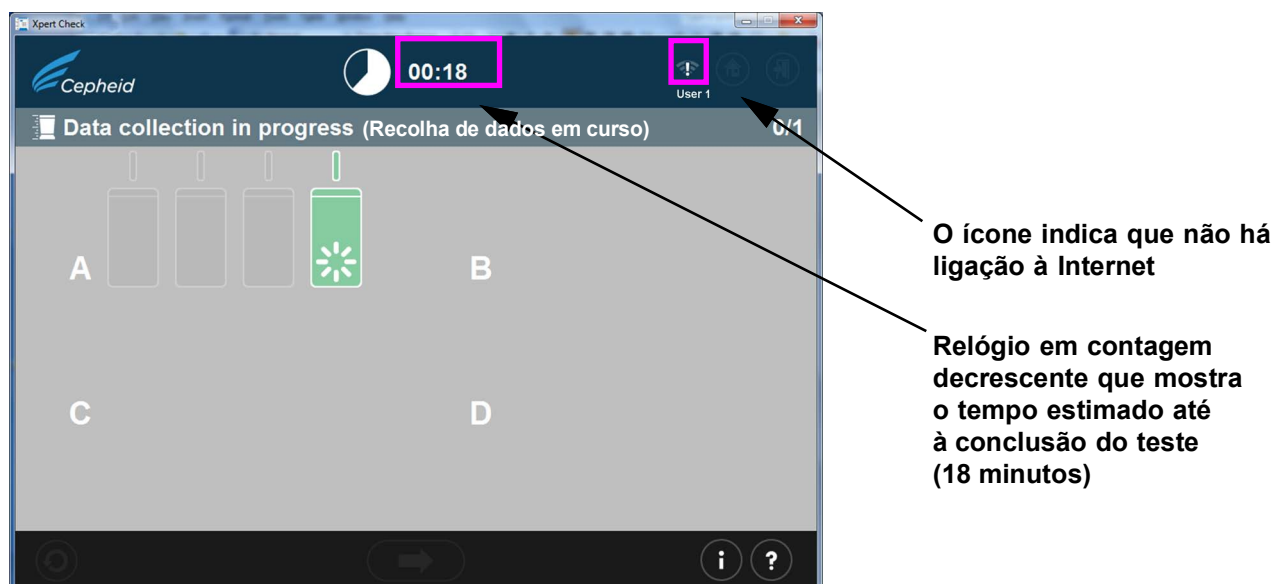 Xpert Check
Cepheid
00:18
User 1
Data collection in progress (Recolha de dados em curso)
0/1
A
B
C
D
i
?
O ícone indica que não há
ligação à Internet
Relógio em contagem
decrescente que mostra
o tempo estimado até
à conclusão do teste
(18 minutos)